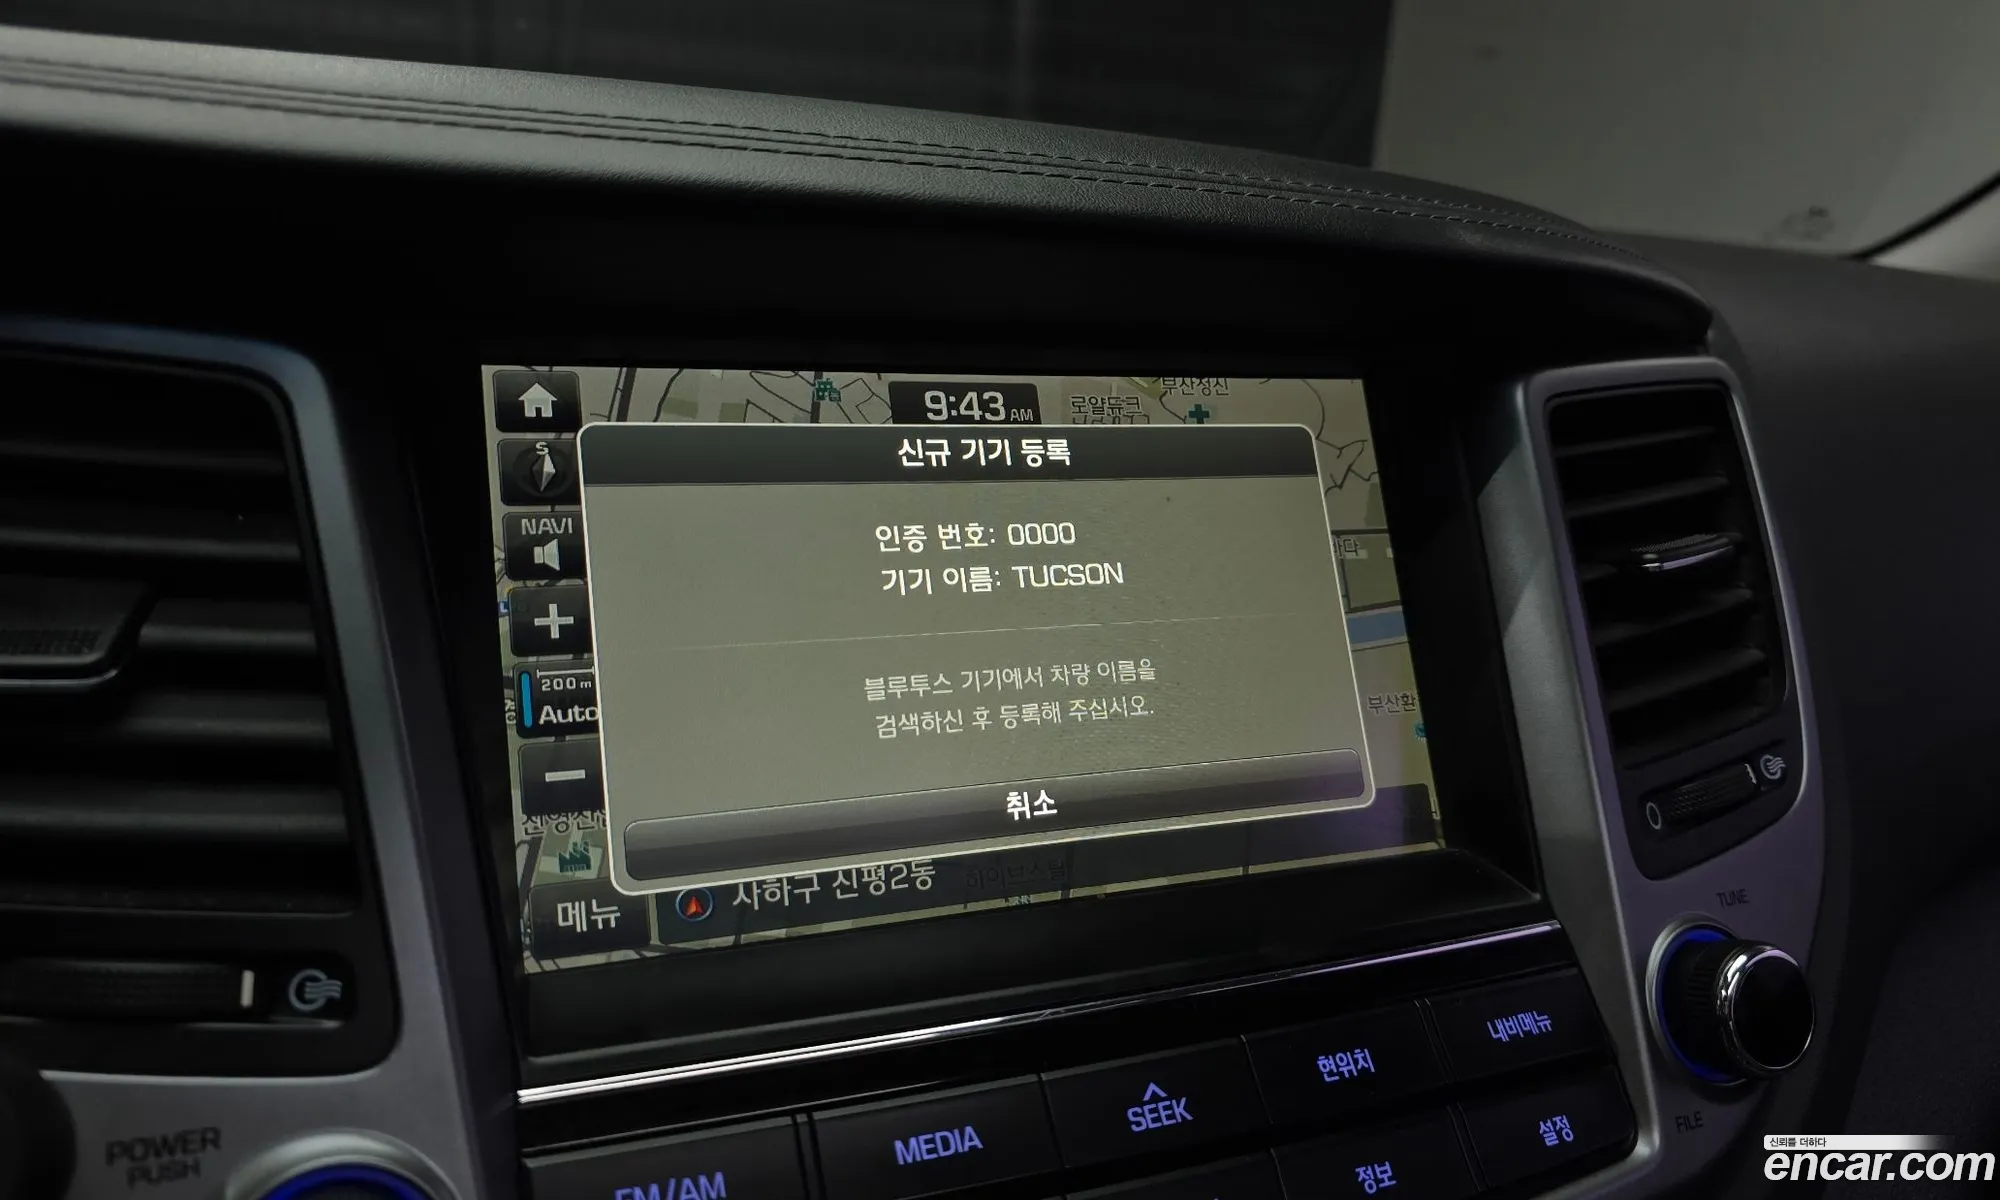 9:43 AM
로얄듀크
부산정신
S
신규 기기 등록
NAVI
인증 번호: 0000
기기 이름: TUCSON
200m
Auto
블루투스 기기에서 차량 이름을
검색하신 후 등록해 주십시오.
부산환
취소
메뉴
사하구 신평2동
하이브스틸
TUNE
내비메뉴
현위치
SEEK
MEDIA
FM/AM
설정
정보
FILE
POWER
PUSH
신뢰를 더하다
encar.com